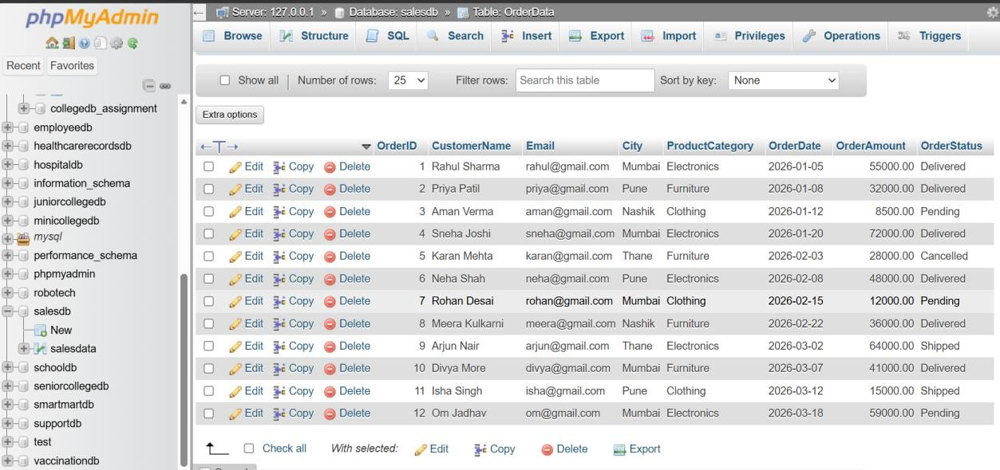 phpMyAdmin
Recent Favorites
collegedb_assignment
employeedb
healthcarerecordsdb
hospitaldb
information_schema
juniorcollegedb
minicollegedb
mysql
performance_schema
phpmyadmin
robotech
salesdb
New
salesdata
schooldb
seniorcollegedb
smartmartdb
supportdb
test
vaccinationdb
Server: 127.0.0.1 » Database: salesdb » Table: OrderData
Browse Structure SQL Search Insert Export Import Privileges Operations Triggers
Show all | Number of rows: 25 Filter rows: Search this table Sort by key: None
Extra options
OrderID CustomerName Email City ProductCategory OrderDate OrderAmount OrderStatus
Edit Copy Delete 1 Rahul Sharma rahul@gmail.com Mumbai Electronics 2026-01-05 55000.00 Delivered
Edit Copy Delete 2 Priya Patil priya@gmail.com Pune Furniture 2026-01-08 32000.00 Delivered
Edit Copy Delete 3 Aman Verma aman@gmail.com Nashik Clothing 2026-01-12 8500.00 Pending
Edit Copy Delete 4 Sneha Joshi sneha@gmail.com Mumbai Electronics 2026-01-20 72000.00 Delivered
Edit Copy Delete 5 Karan Mehta karan@gmail.com Thane Furniture 2026-02-03 28000.00 Cancelled
Edit Copy Delete 6 Neha Shah neha@gmail.com Pune Electronics 2026-02-08 48000.00 Delivered
Edit Copy Delete 7 Rohan Desai rohan@gmail.com Mumbai Clothing 2026-02-15 12000.00 Pending
Edit Copy Delete 8 Meera Kulkarni meera@gmail.com Nashik Furniture 2026-02-22 36000.00 Delivered
Edit Copy Delete 9 Arjun Nair arjun@gmail.com Thane Electronics 2026-03-02 64000.00 Shipped
Edit Copy Delete 10 Divya More divya@gmail.com Mumbai Furniture 2026-03-07 41000.00 Delivered
Edit Copy Delete 11 Isha Singh isha@gmail.com Pune Clothing 2026-03-12 15000.00 Shipped
Edit Copy Delete 12 Om Jadhav om@gmail.com Mumbai Electronics 2026-03-18 59000.00 Pending
Check all With selected: Edit Copy Delete Export